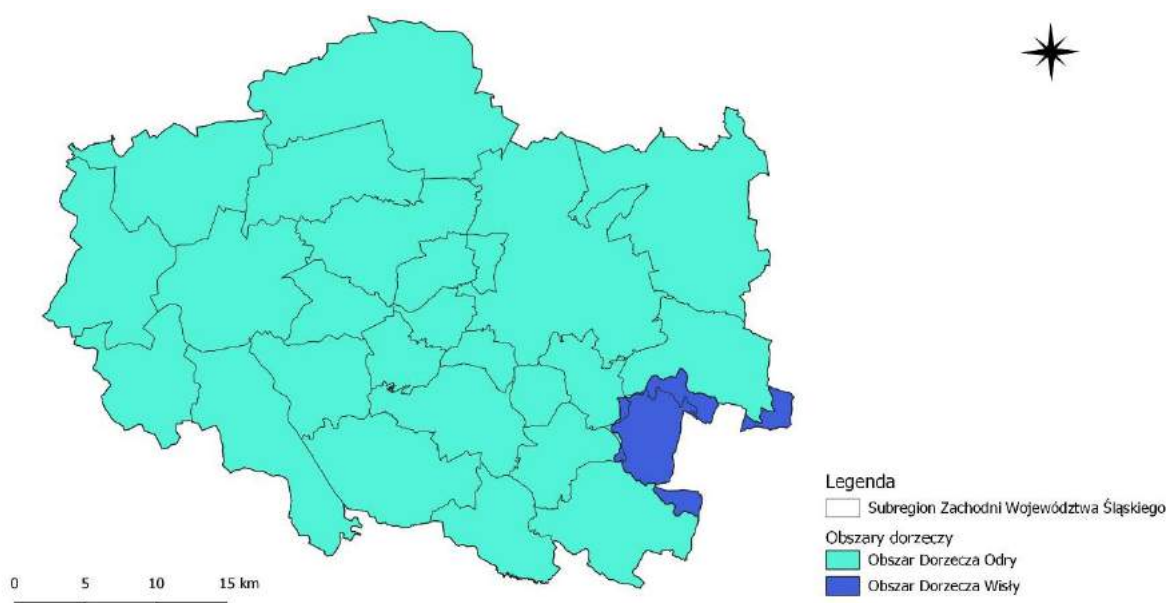 Legenda
Subregion Zachodni Województwa Śląskiego
Obszary dorzeczy
Obszar Dorzecza Odry
Obszar Dorzecza Wisły
0 5 10 15 km